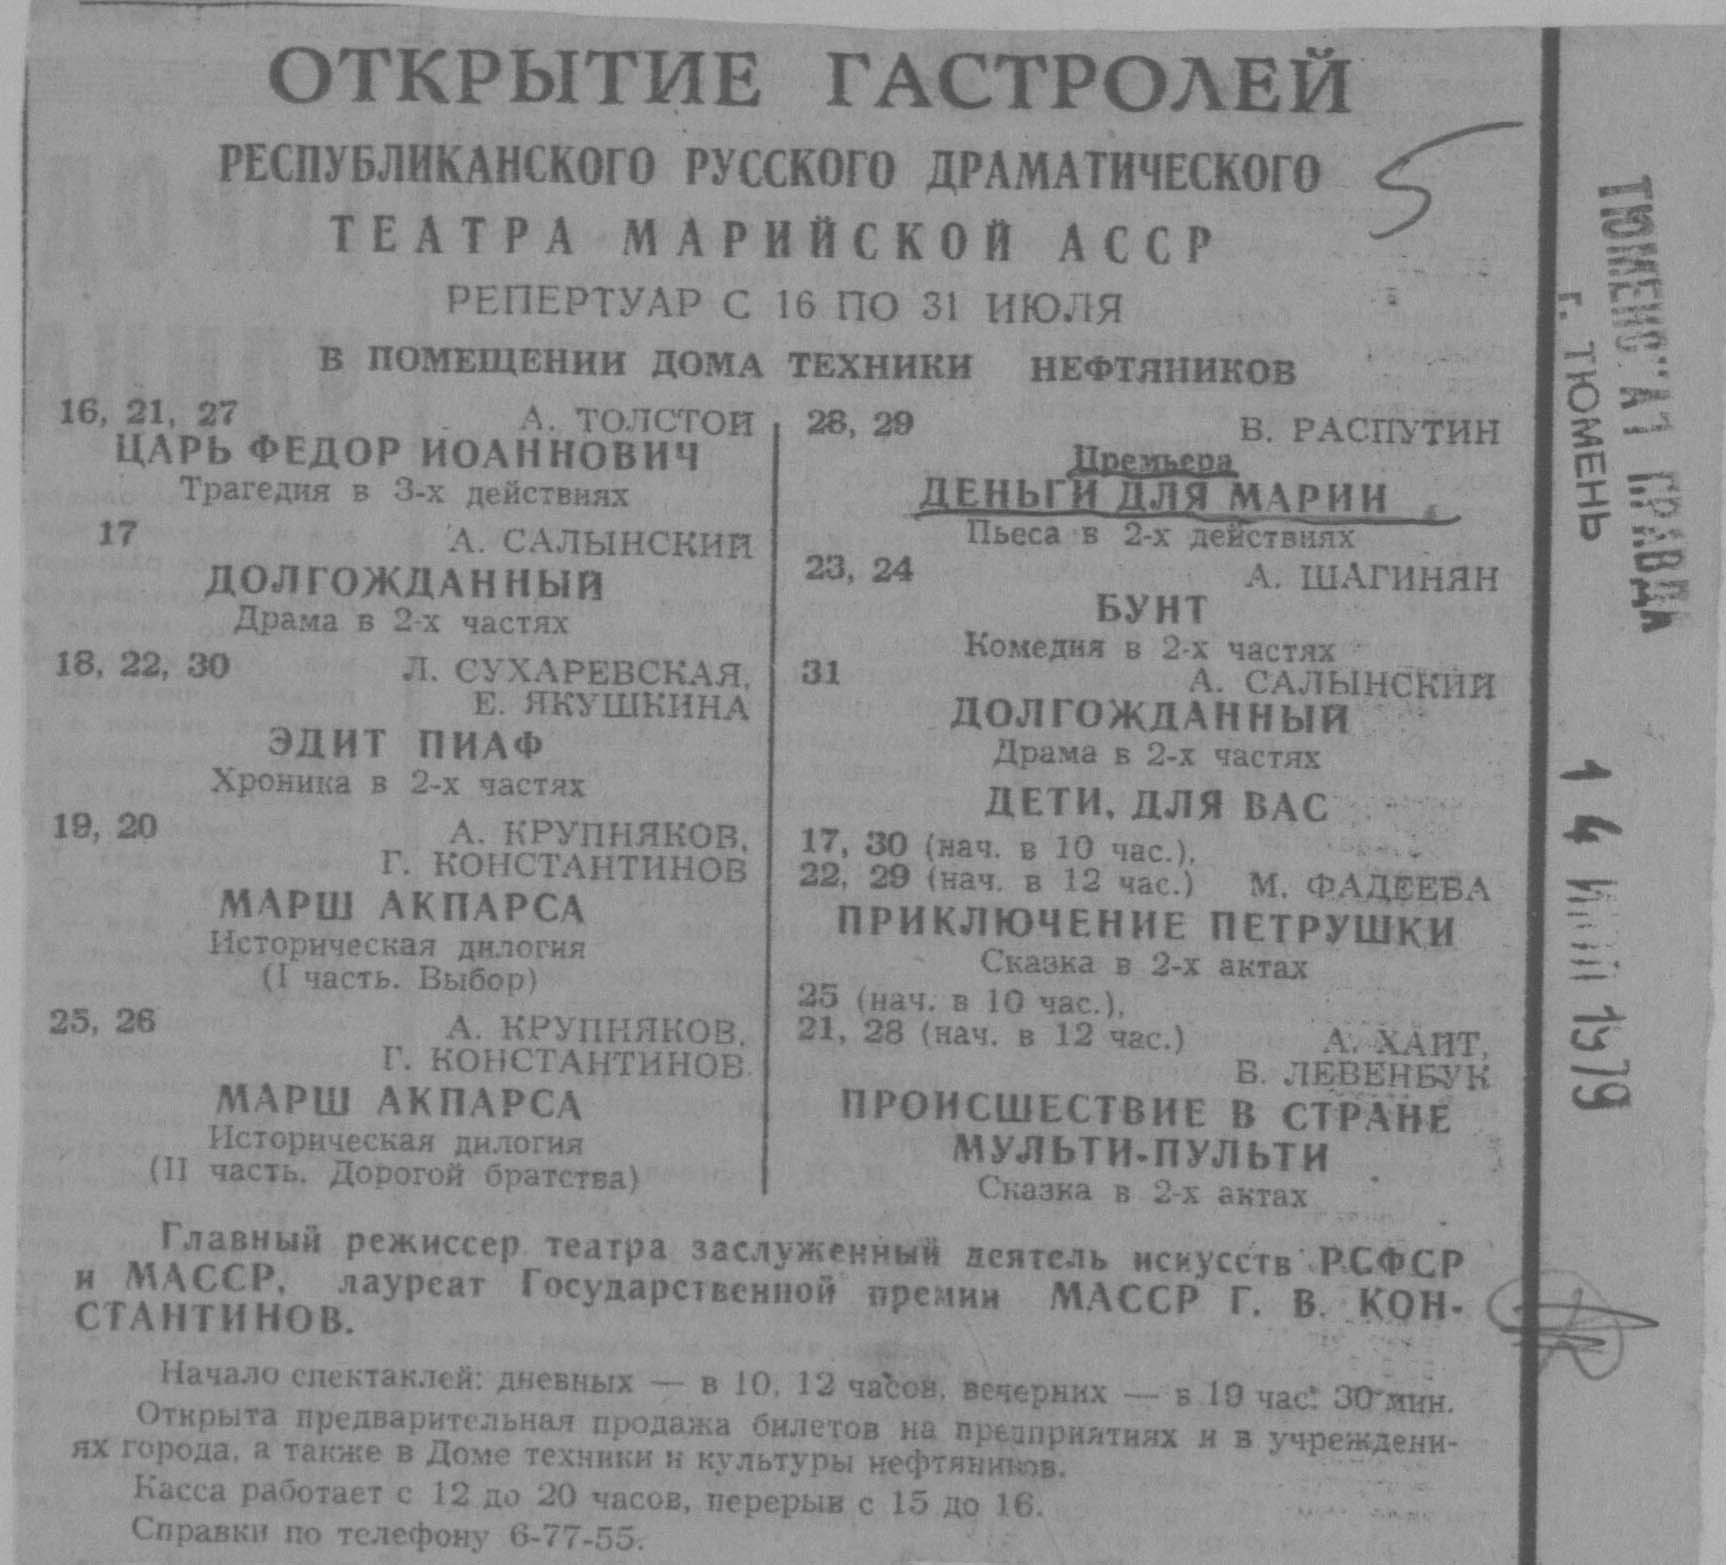 ОТКРЫТИЕ ГАСТРОЛЕЙ
РЕСПУБЛИКАНСКОГО РУССКОГО ДРАМАТИЧЕСКОГО
ТЕАТРА МАРИЙСКОЙ АССР
5
РЕПЕРТУАР С 16 ПО 31 ИЮЛЯ
В ПОМЕЩЕНИИ ДОМА ТЕХНИКИ НЕФТЯНИКОВ
16, 21, 27 А. ТОЛСТОЙ
ЦАРЬ ФЕДОР ИОАННОВИЧ
Трагедия в 3-х действиях
17 А. САЛЫНСКИЙ
ДОЛГОЖДАННЫЙ
Драма в 2-х частях
18, 22, 30 Л. СУХАРЕВСКАЯ,
Е. ЯКУШКИНА
ЭДИТ ПИАФ
Хроника в 2-х частях
19, 20 А. КРУПНЯКОВ,
Г. КОНСТАНТИНОВ
МАРШ АКПАРСА
Историческая дилогия
(I часть. Выбор)
25, 26 А. КРУПНЯКОВ,
Г. КОНСТАНТИНОВ
МАРШ АКПАРСА
Историческая дилогия
(II часть. Дорогой братства)
28, 29 В. РАСПУТИН
Премьера
ДЕНЬГИ ДЛЯ МАРИИ
Пьеса в 2-х действиях
23, 24 А. ШАГИНЯН
БУНТ
Комедия в 2-х частях
31 А. САЛЫНСКИЙ
ДОЛГОЖДАННЫЙ
Драма в 2-х частях
ДЕТИ, ДЛЯ ВАС
17, 30 (нач. в 10 час.),
22, 29 (нач. в 12 час.) М. ФАДЕЕВА
ПРИКЛЮЧЕНИЕ ПЕТРУШКИ
Сказка в 2-х актах
25 (нач. в 10 час.),
21, 28 (нач. в 12 час.) А. ХАИТ,
В. ЛЕВЕНБУК
ПРОИСШЕСТВИЕ В СТРАНЕ
МУЛЬТИ-ПУЛЬТИ
Сказка в 2-х актах
Главный режиссер театра заслуженный деятель искусств РСФСР
и МАССР, лауреат Государственной премии МАССР Г. В. КОН-
СТАНТИНОВ.
Начало спектаклей: дневных — в 10, 12 часов, вечерних — в 19 час. 30 мин.
Открыта предварительная продажа билетов на предприятиях и в учреждени-
ях города, а также в Доме техники и культуры нефтяников.
Касса работает с 12 до 20 часов, перерыв с 15 до 16.
Справки по телефону 6-77-55.
ТЮМЕНСКАЯ ПРАВДА
г. ТЮМЕНЬ
14 1979